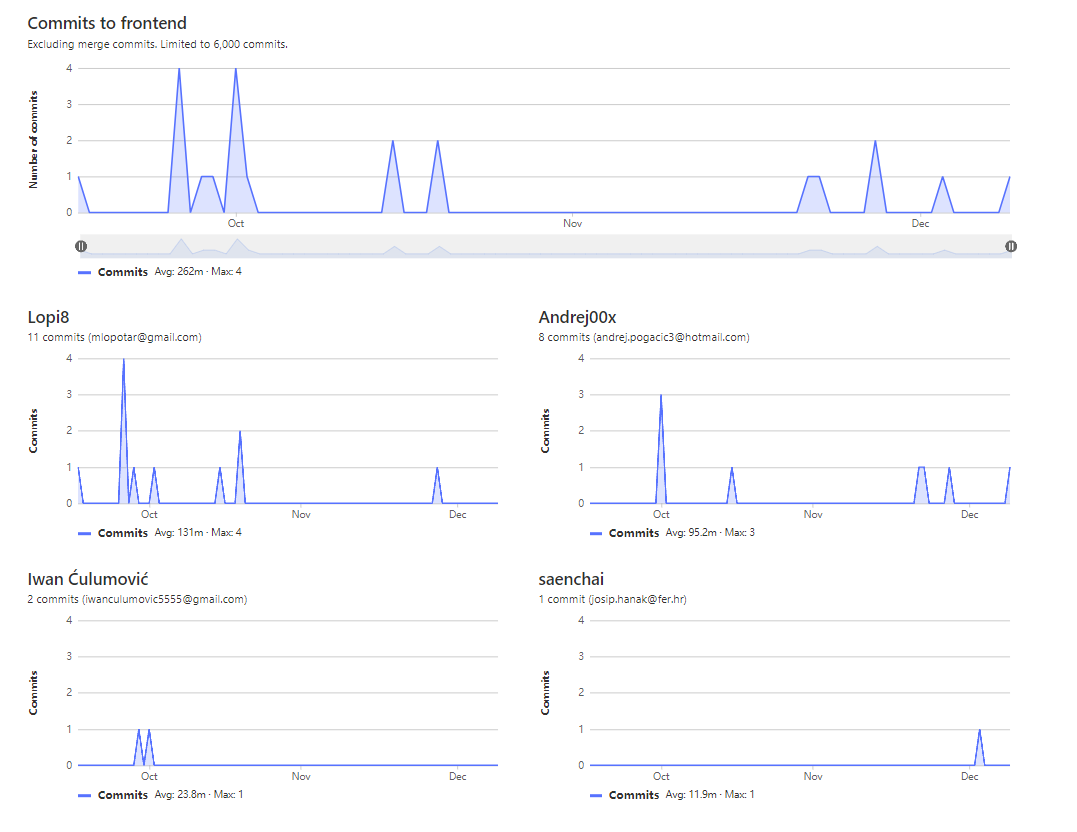 Commits to frontend
Excluding merge commits. Limited to 6,000 commits.
Number of commits
4
3
2
1
0
Oct Nov Dec
Commits Avg: 262m · Max: 4
Lopi8
11 commits (mlopotar@gmail.com)
Commits
4
3
2
1
0
Oct Nov Dec
Commits Avg: 131m · Max: 4
Andrej00x
8 commits (andrej.pogacic3@hotmail.com)
Commits
4
3
2
1
0
Oct Nov Dec
Commits Avg: 95.2m · Max: 3
Iwan Ćulumović
2 commits (iwanculumovic5555@gmail.com)
Commits
4
3
2
1
0
Oct Nov Dec
Commits Avg: 23.8m · Max: 1
saenchai
1 commit (josip.hanak@fer.hr)
Commits
4
3
2
1
0
Oct Nov Dec
Commits Avg: 11.9m · Max: 1